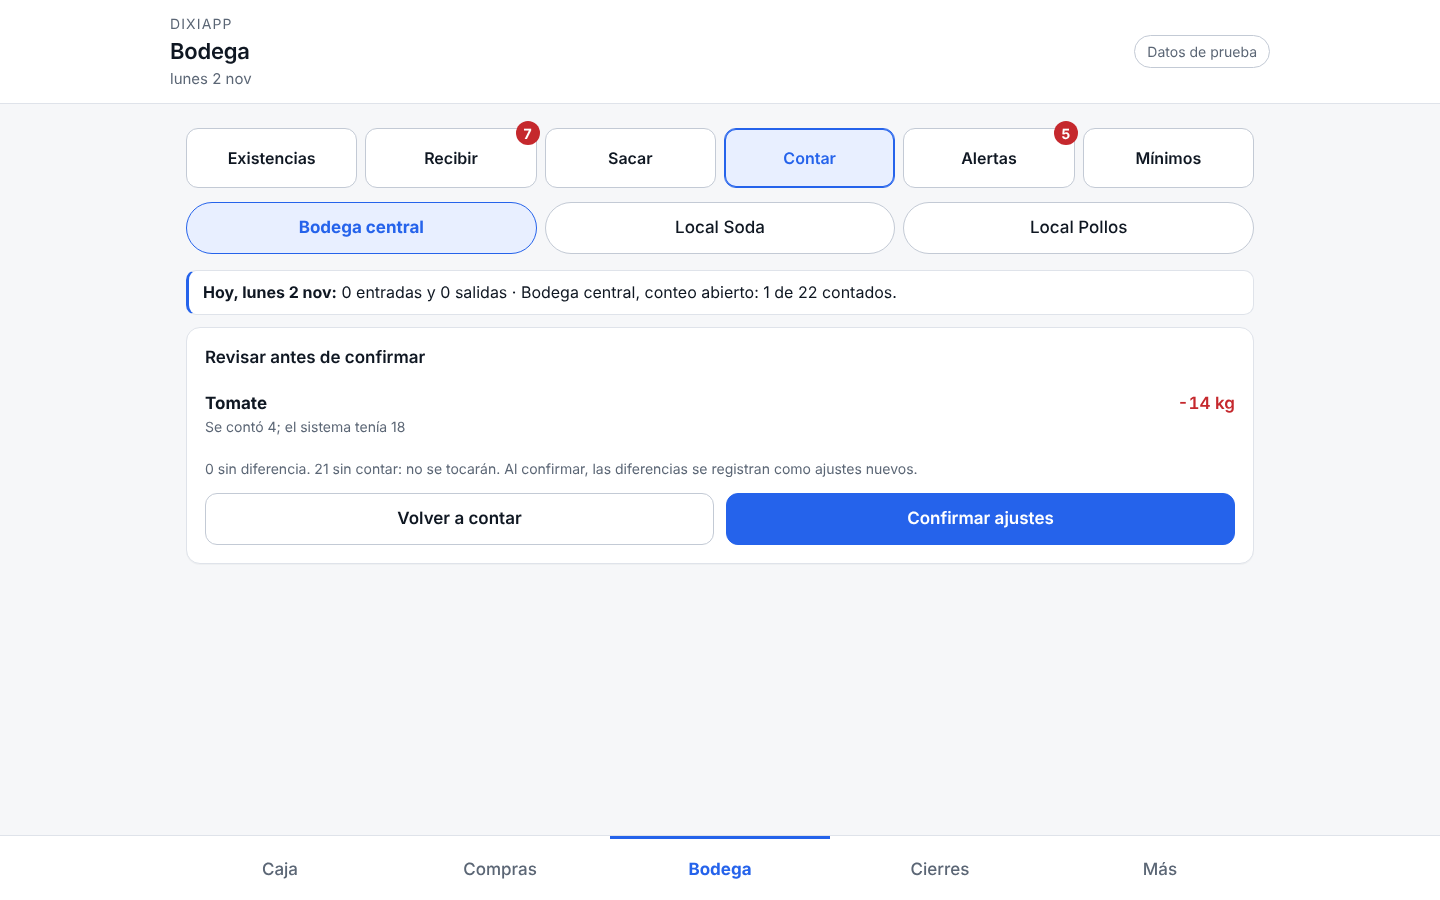 DIXIAPP
Bodega
lunes 2 nov
Datos de prueba
Existencias
Recibir
7
Sacar
Contar
Alertas
5
Mínimos
Bodega central
Local Soda
Local Pollos
Hoy, lunes 2 nov: 0 entradas y 0 salidas · Bodega central, conteo abierto: 1 de 22 contados.
Revisar antes de confirmar
Tomate
-14 kg
Se contó 4; el sistema tenía 18
0 sin diferencia. 21 sin contar: no se tocarán. Al confirmar, las diferencias se registran como ajustes nuevos.
Volver a contar
Confirmar ajustes
Caja
Compras
Bodega
Cierres
Más